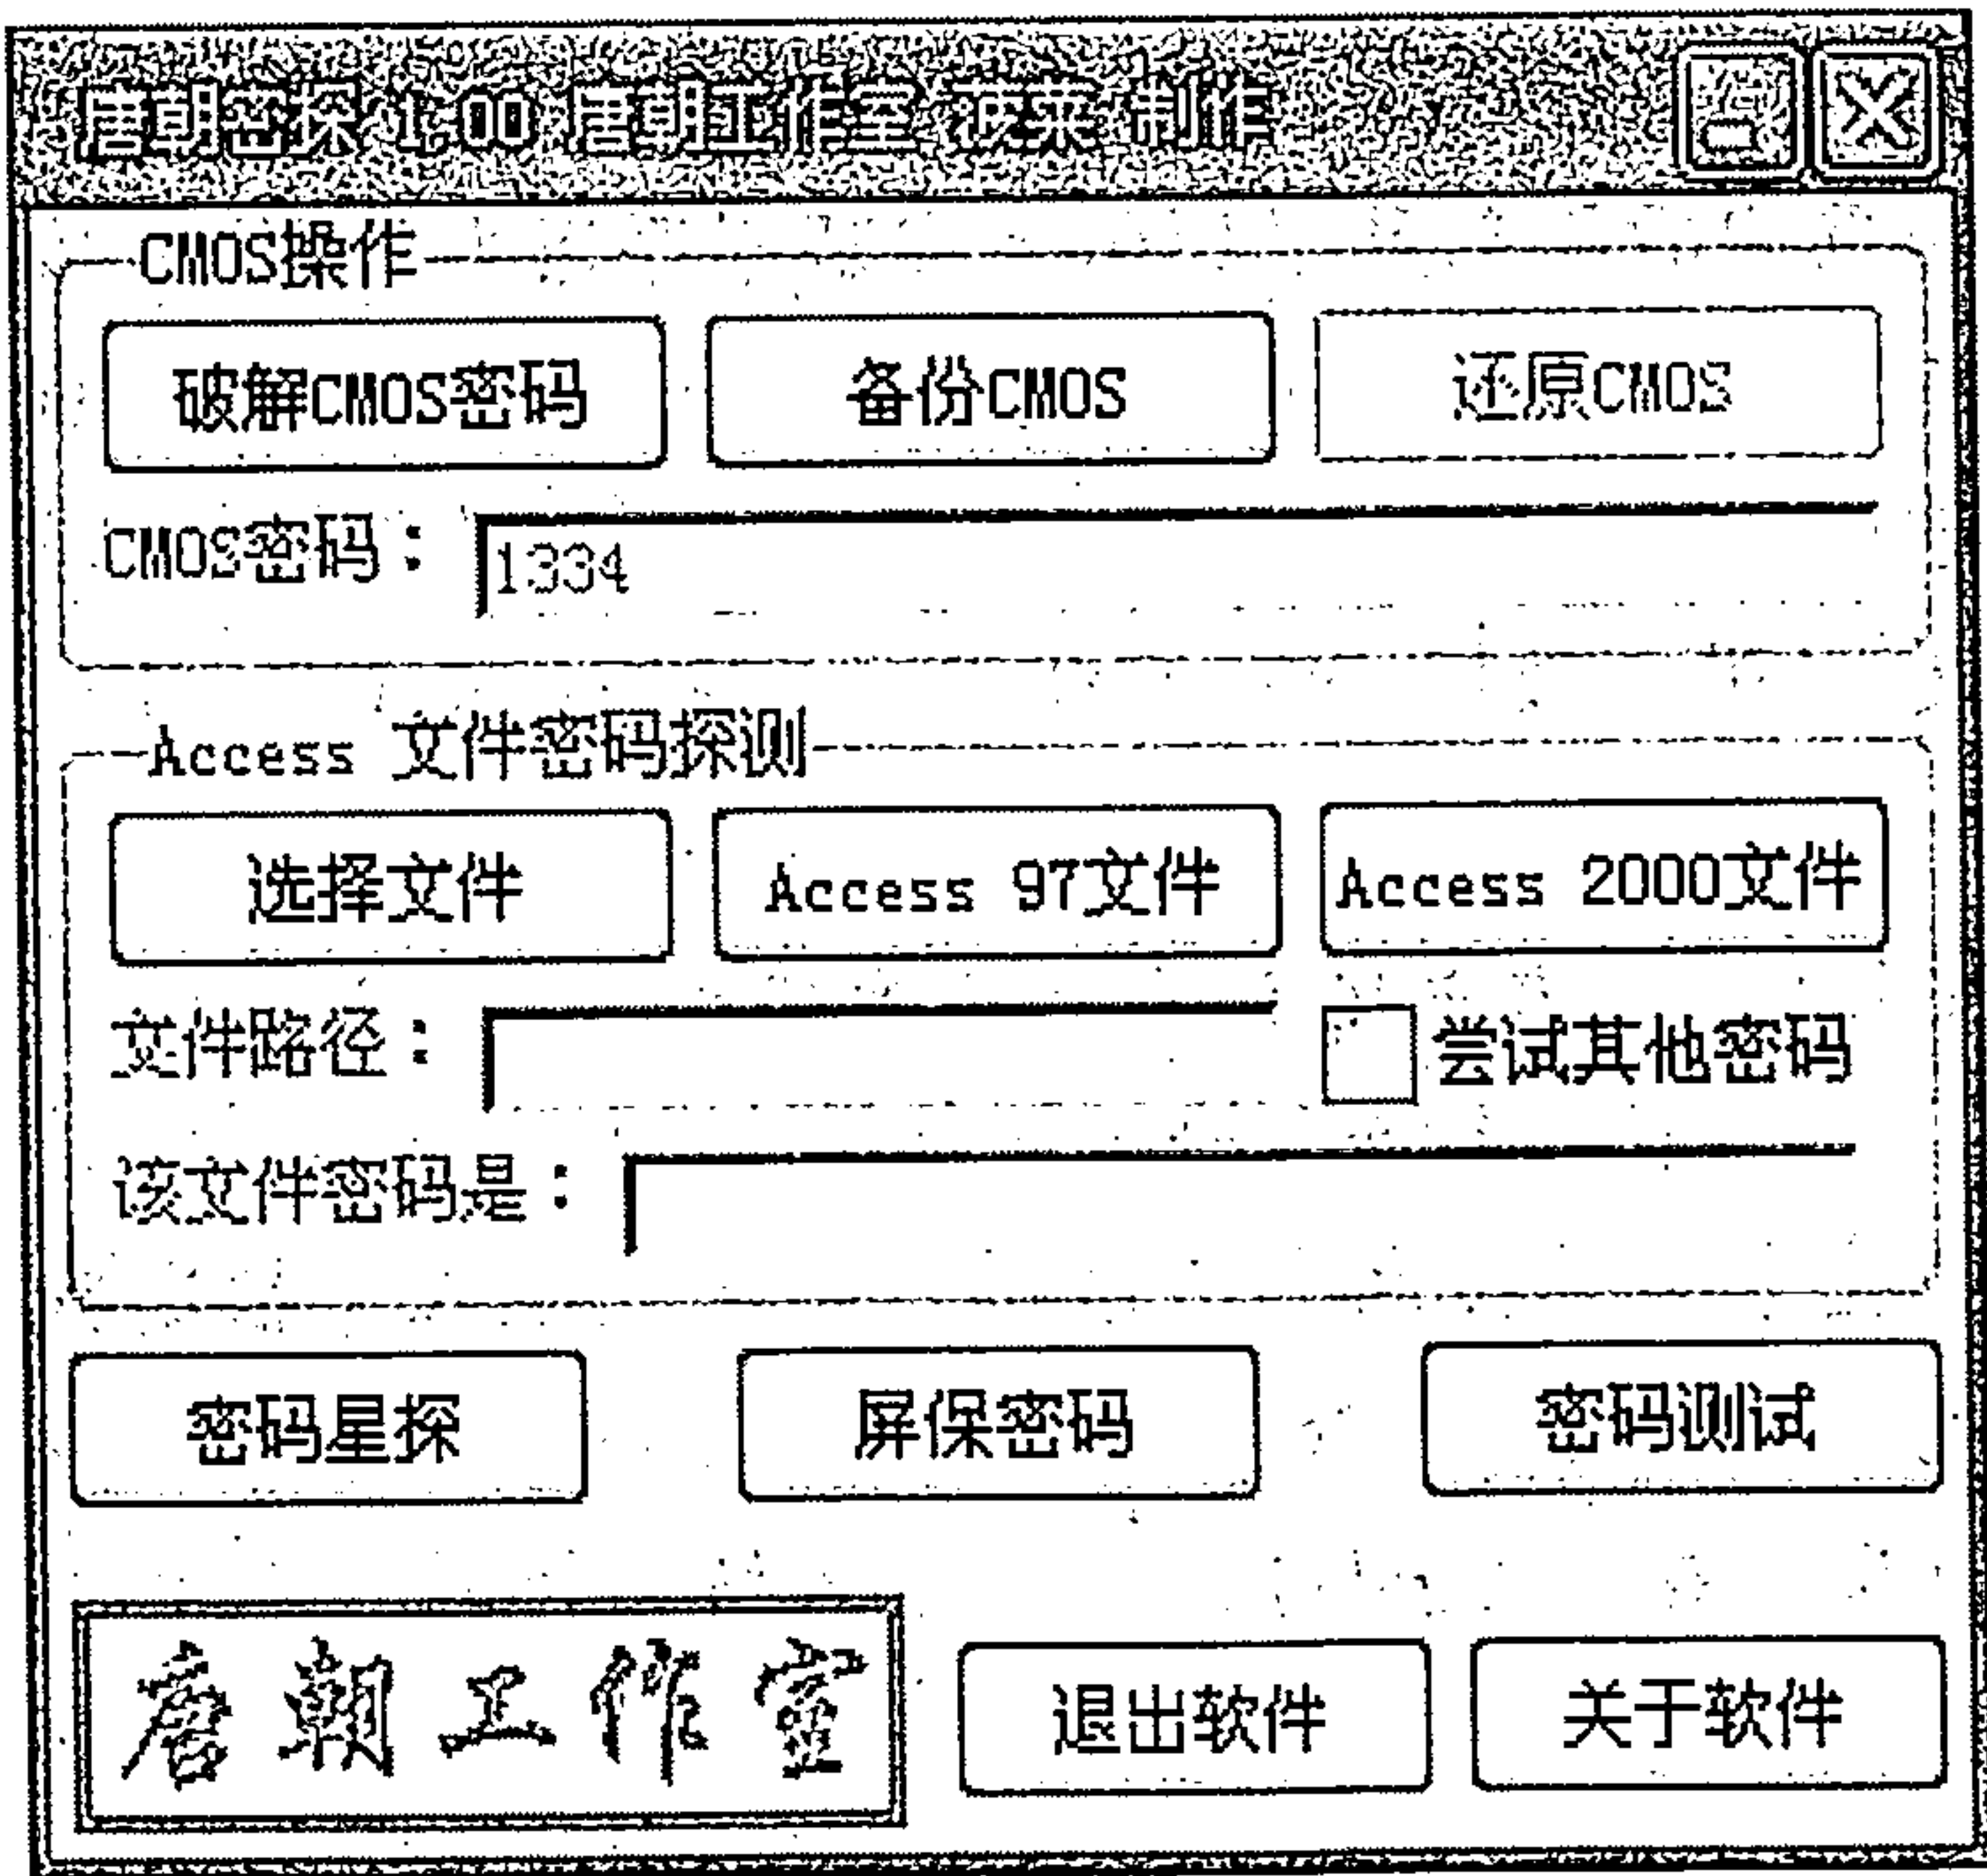 唐朝密探 1.00 唐朝工作室 菠菜 制作
CMOS操作
破解CMOS密码 备份CMOS 还原CMOS
CMOS密码： 1334
Access 文件密码探测
选择文件 Access 97文件 Access 2000文件
文件路径： 尝试其他密码
该文件密码是：
密码星探 屏保密码 密码测试
唐朝工作室 退出软件 关于软件